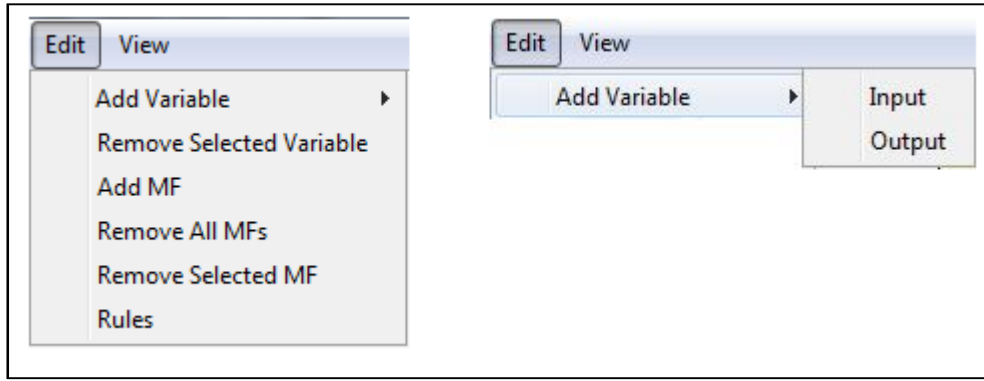 Edit View
Add Variable
Remove Selected Variable
Add MF
Remove All MFs
Remove Selected MF
Rules
Edit View
Add Variable
Input
Output